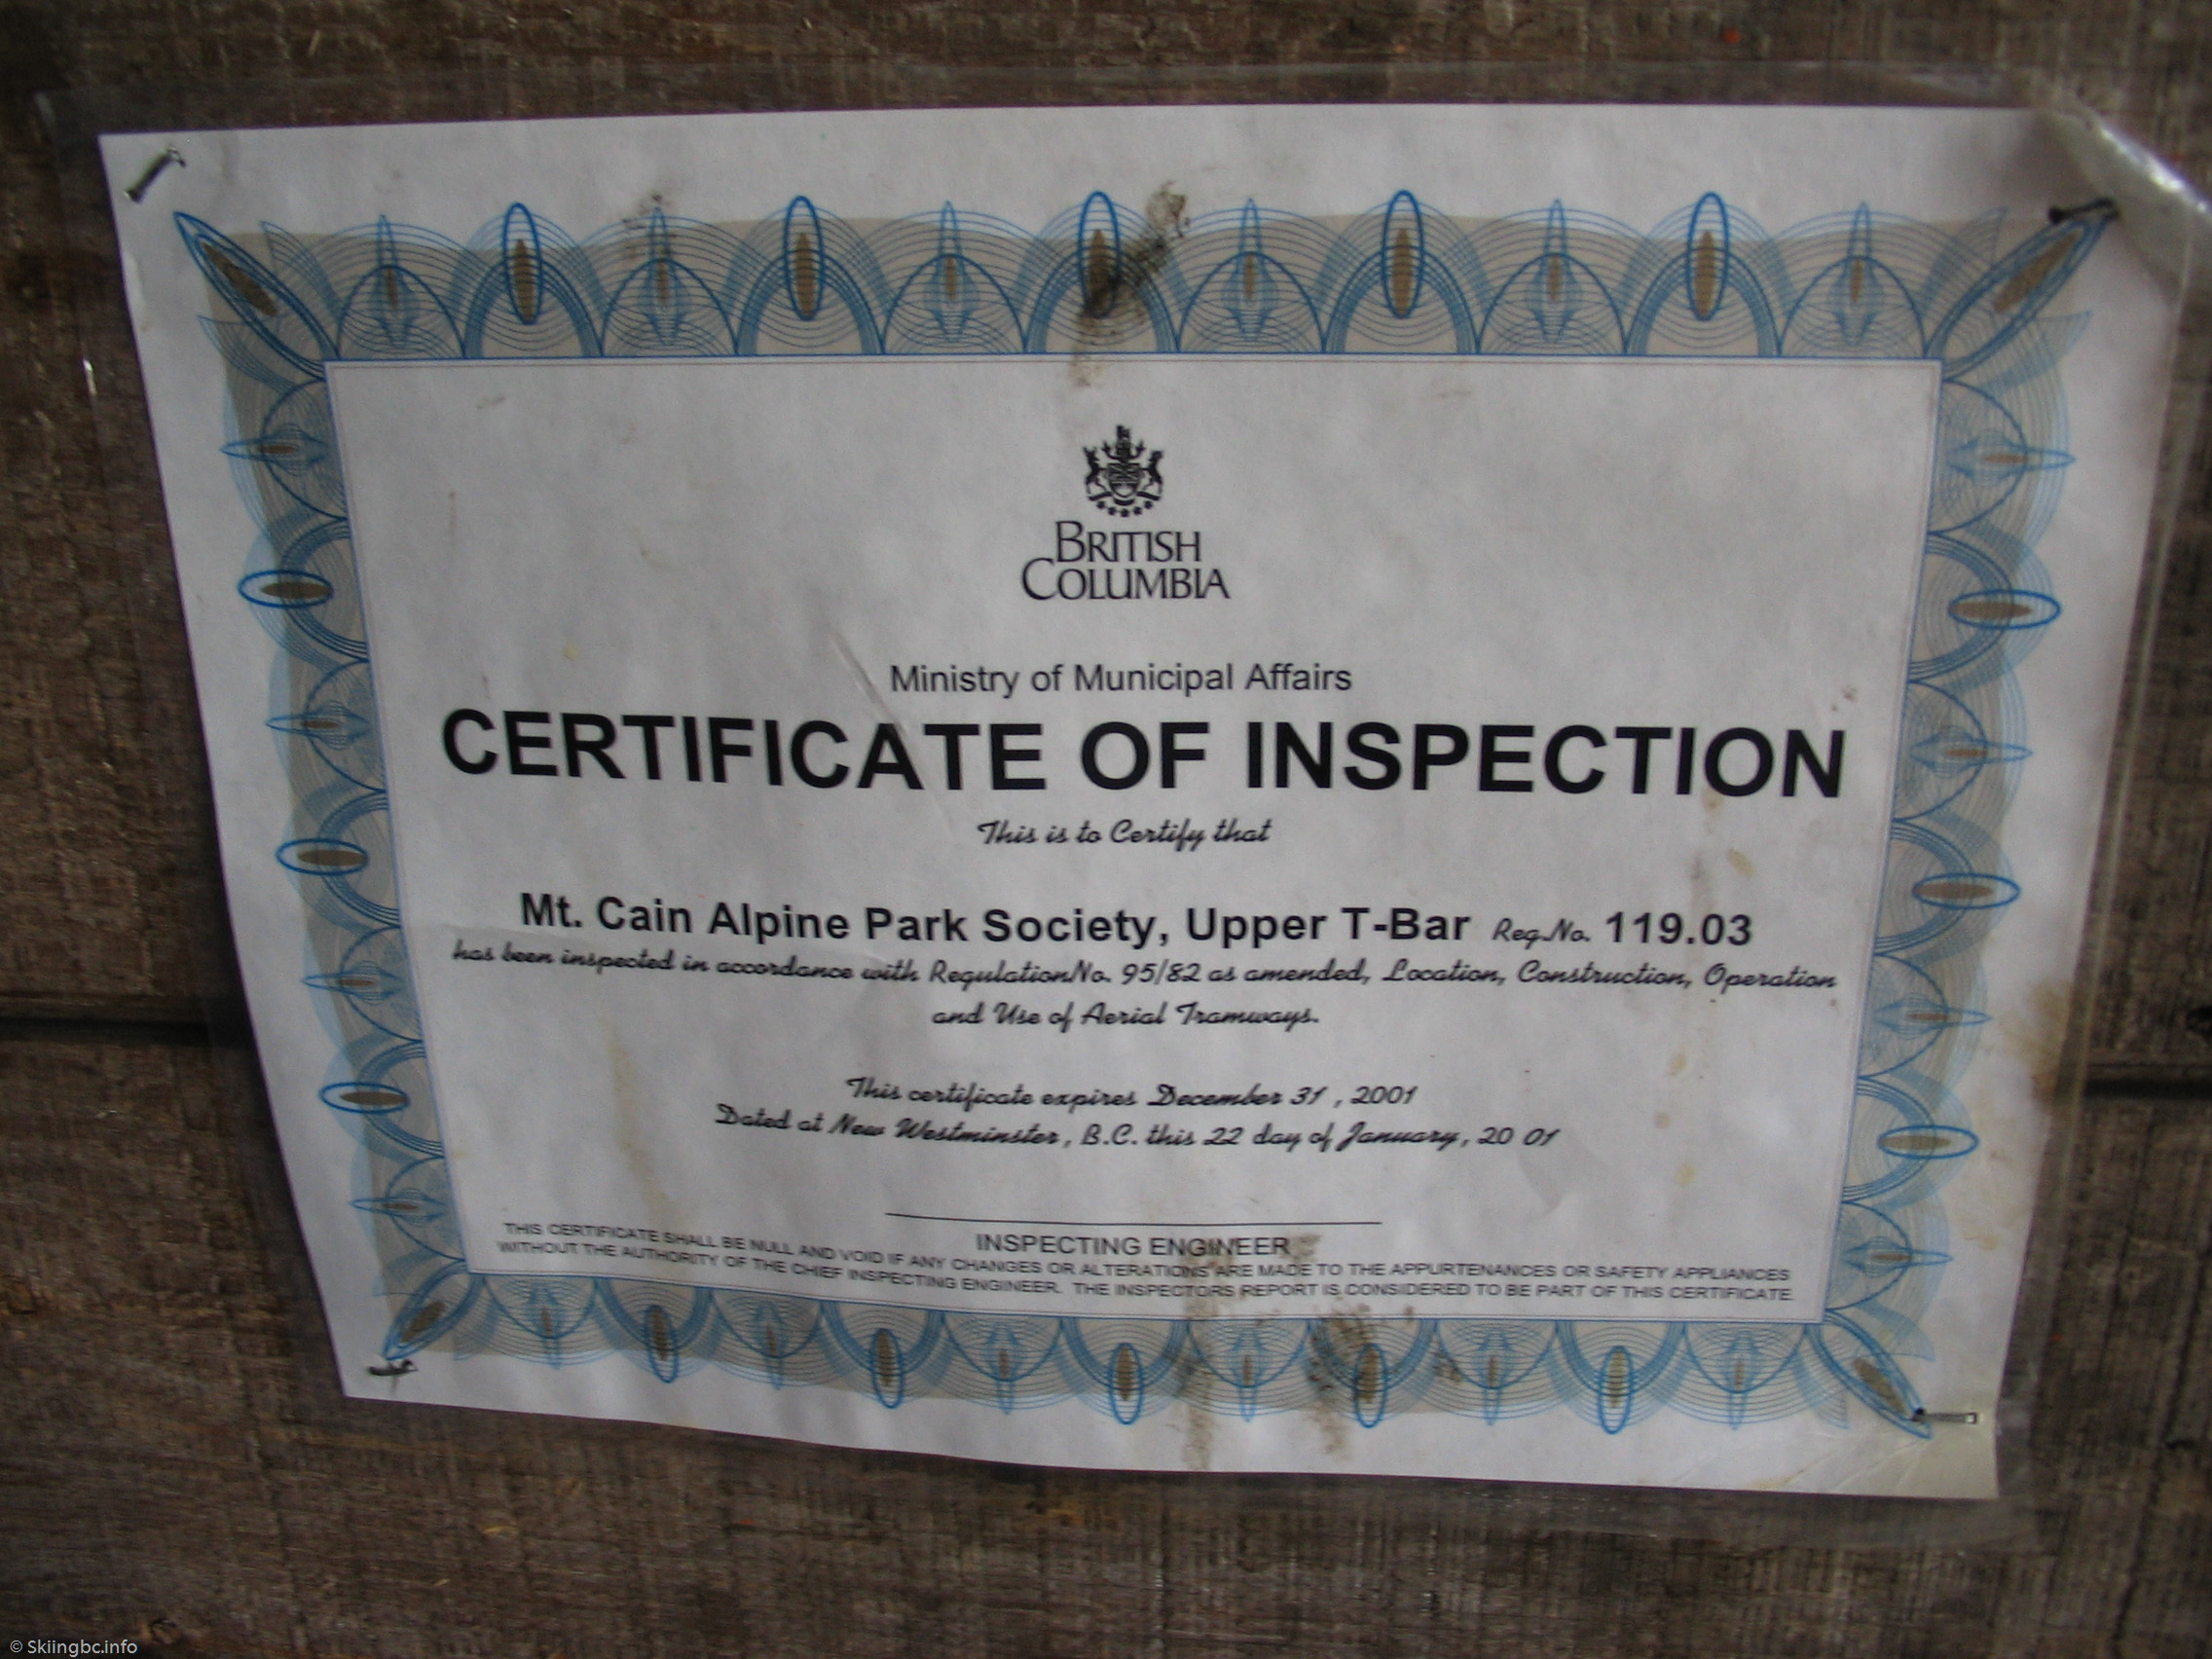 BRITISH
COLUMBIA
Ministry of Municipal Affairs
CERTIFICATE OF INSPECTION
This is to Certify that
Mt. Cain Alpine Park Society, Upper T-Bar Reg.No. 119.03
has been inspected in accordance with RegulationNo. 95/82 as amended, Location, Construction, Operation
and Use of Aerial Tramways.
This certificate expires December 31 , 2001
Dated at New Westminster, B.C. this 22 day of January, 20 01
INSPECTING ENGINEER
THIS CERTIFICATE SHALL BE NULL AND VOID IF ANY CHANGES OR ALTERATIONS ARE MADE TO THE APPURTENANCES OR SAFETY APPLIANCES
WITHOUT THE AUTHORITY OF THE CHIEF INSPECTING ENGINEER. THE INSPECTORS REPORT IS CONSIDERED TO BE PART OF THIS CERTIFICATE.
© Skiingbc.info